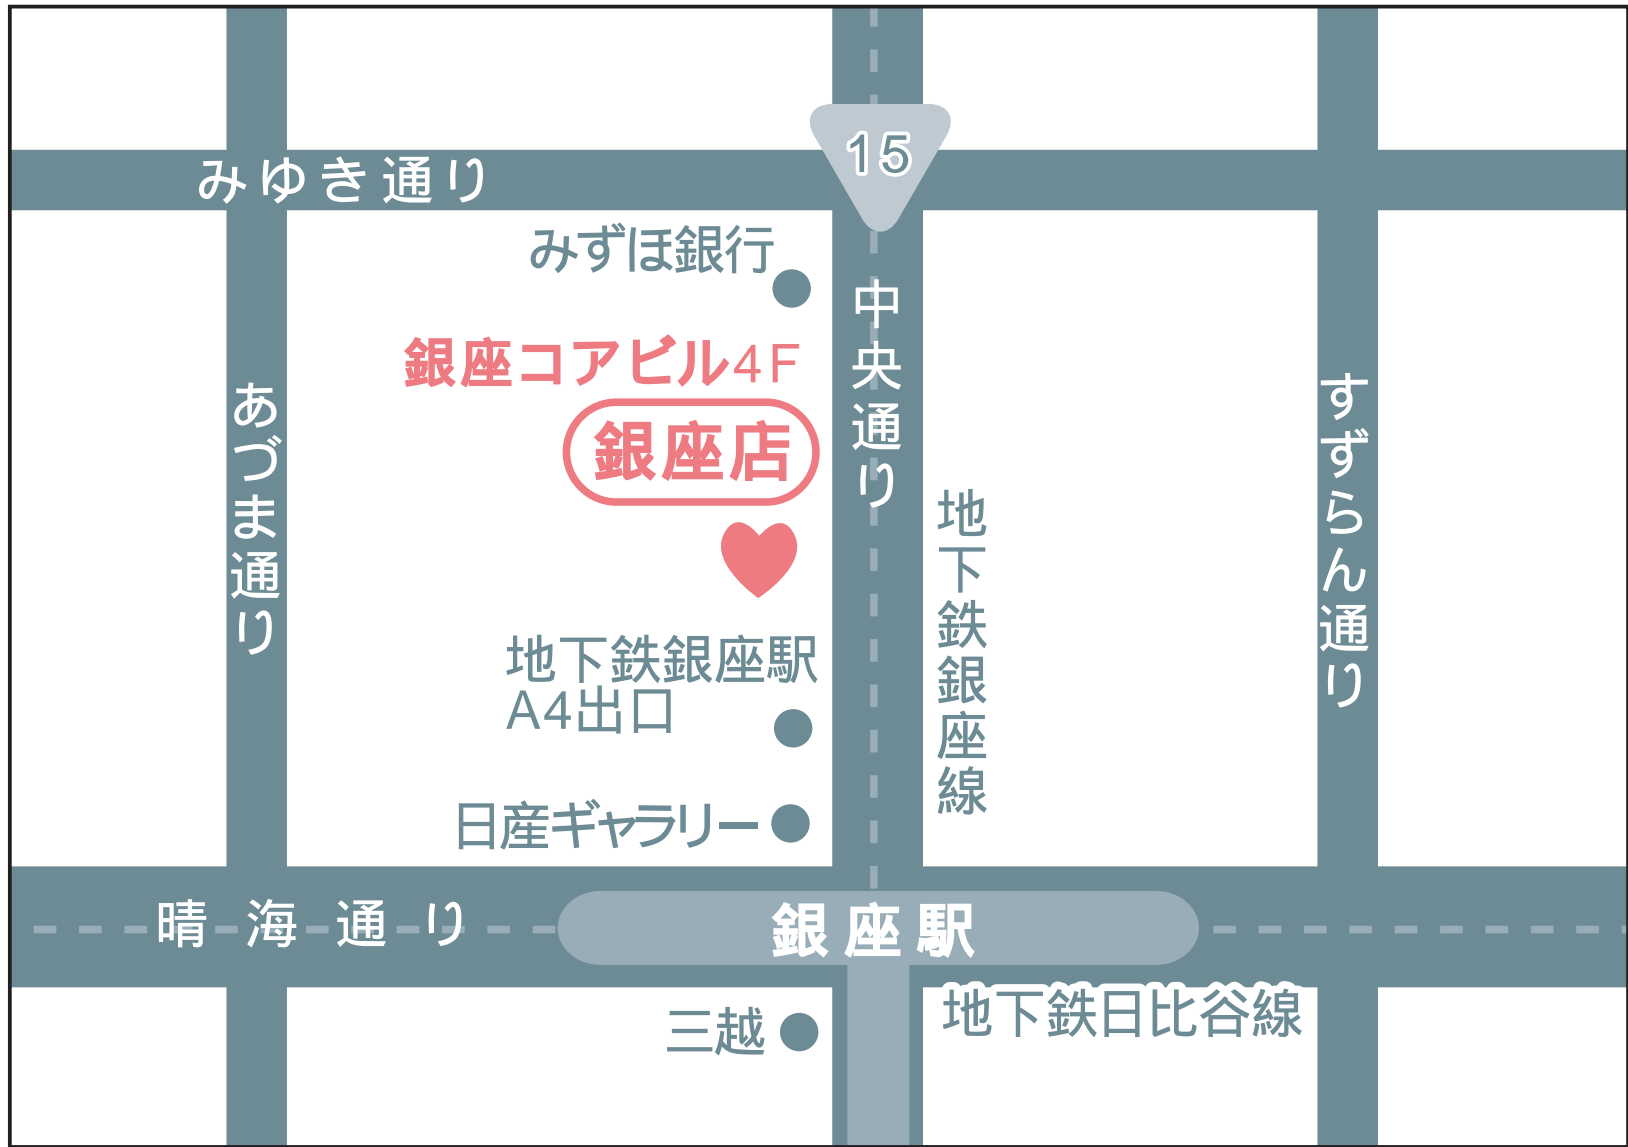 15
みゆき通り
みずほ銀行
中央通り
銀座コアビル4F
銀座店
あづま通り
すずらん通り
地下鉄銀座線
地下鉄銀座駅
A4出口
日産ギャラリー
晴海通り
銀座駅
地下鉄日比谷線
三越